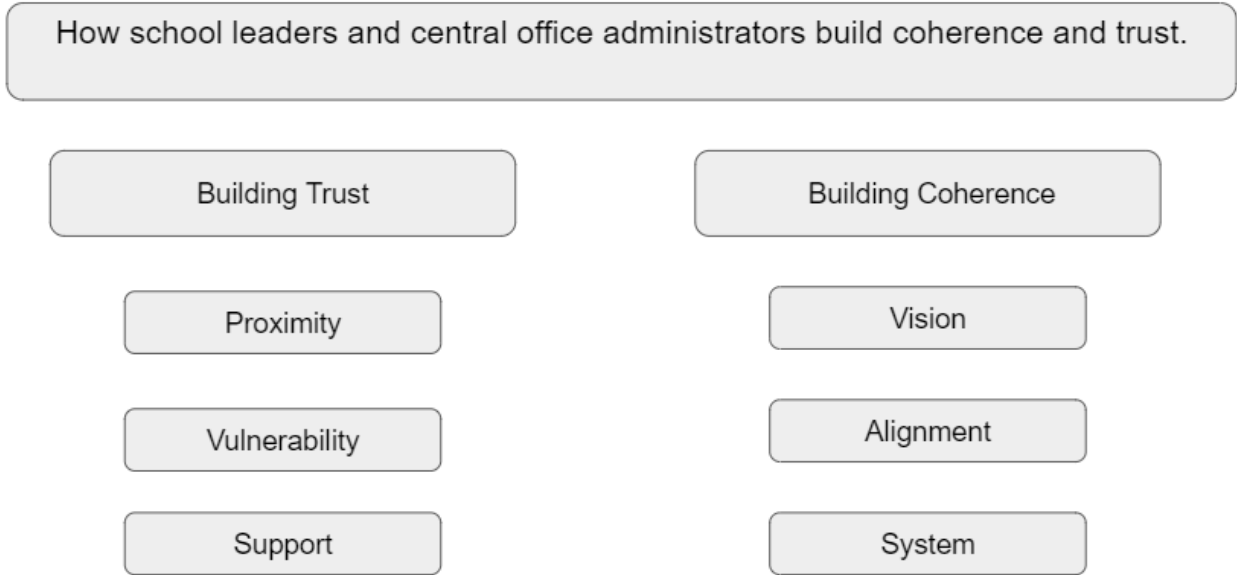 How school leaders and central office administrators build coherence and trust.
Building Trust
Building Coherence
Proximity
Vision
Vulnerability
Alignment
Support
System